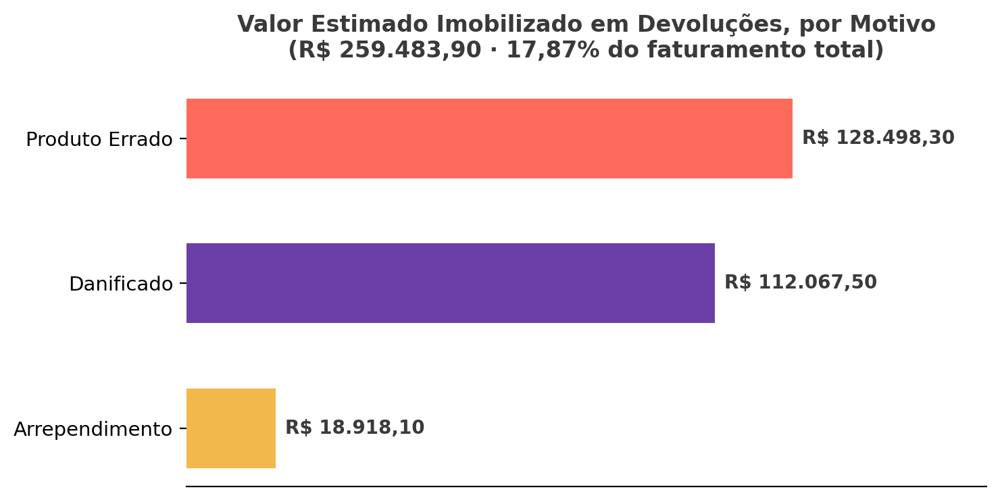 Valor Estimado Imobilizado em Devoluções, por Motivo
(R$ 259.483,90 · 17,87% do faturamento total)
Produto Errado
R$ 128.498,30
Danificado
R$ 112.067,50
Arrependimento
R$ 18.918,10